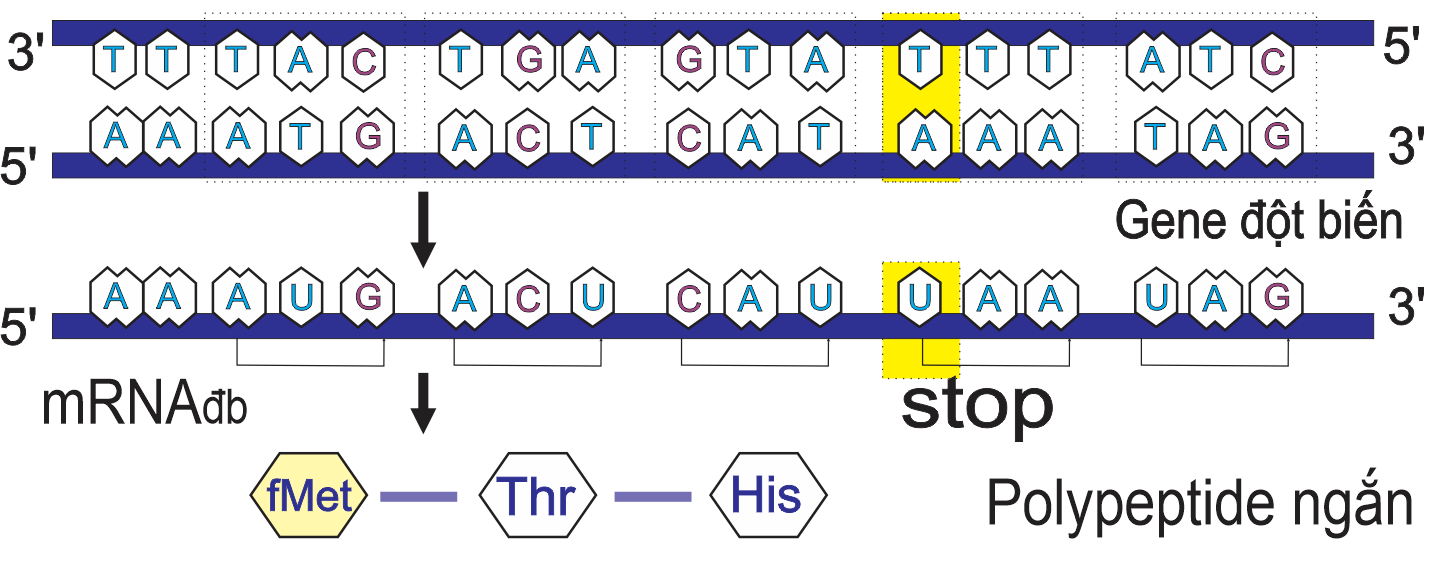 3' T T T A C T G A G T A T T T A T C 5'
5' A A A T G A C T C A T A A A T A G 3'
Gene đột biến
5' A A A U G A C U C A U U A A U A G 3'
mRNAđb
stop
fMet Thr His
Polypeptide ngắn